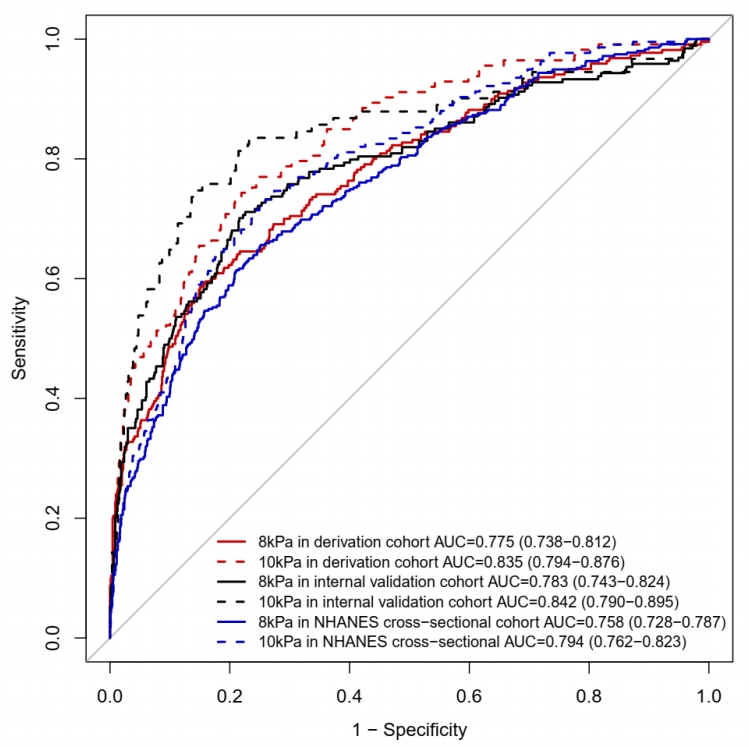 1.0
0.8
0.6
0.4
0.2
0.0
Sensitivity
8kPa in derivation cohort AUC=0.775 (0.738−0.812)
10kPa in derivation cohort AUC=0.835 (0.794−0.876)
8kPa in internal validation cohort AUC=0.783 (0.743−0.824)
10kPa in internal validation cohort AUC=0.842 (0.790−0.895)
8kPa in NHANES cross−sectional cohort AUC=0.758 (0.728−0.787)
10kPa in NHANES cross−sectional AUC=0.794 (0.762−0.823)
0.0 0.2 0.4 0.6 0.8 1.0
1 − Specificity